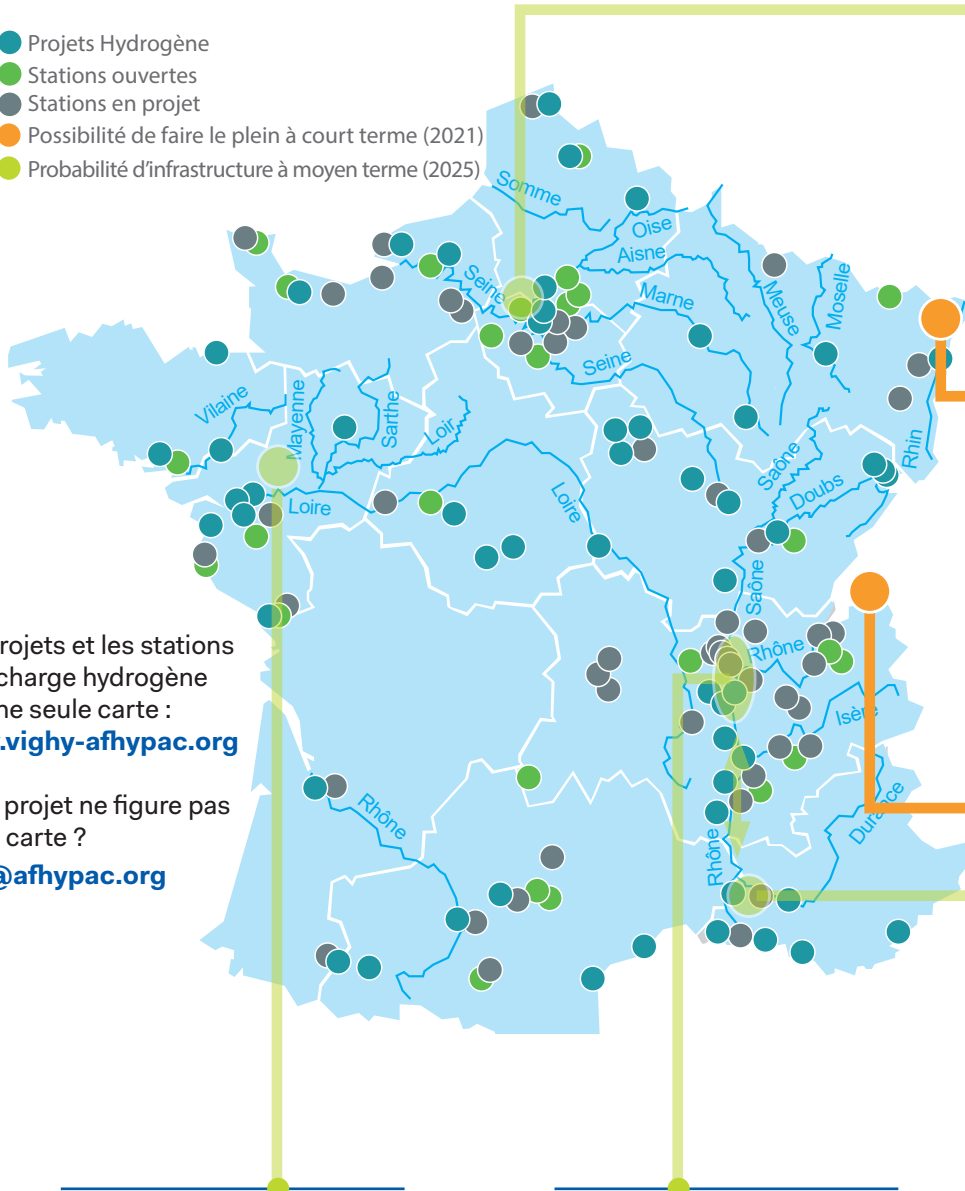 Projets Hydrogène
Stations ouvertes
Stations en projet
Possibilité de faire le plein à court terme (2021)
Probabilité d'infrastructure à moyen terme (2025)
Somme
Oise
Aisne
Seine
Marne
Meuse
Moselle
Seine
Vilaine
Mayenne
Sarthe
Loir
Rhin
Saône
Doubs
Loire
Loire
Saône
Rhône
Isère
rojets et les stations
charge hydrogène
ne seule carte :
.vighy-afhypac.org
projet ne figure pas
carte ?
@afhypac.org
Rhône
Durance
Rhône